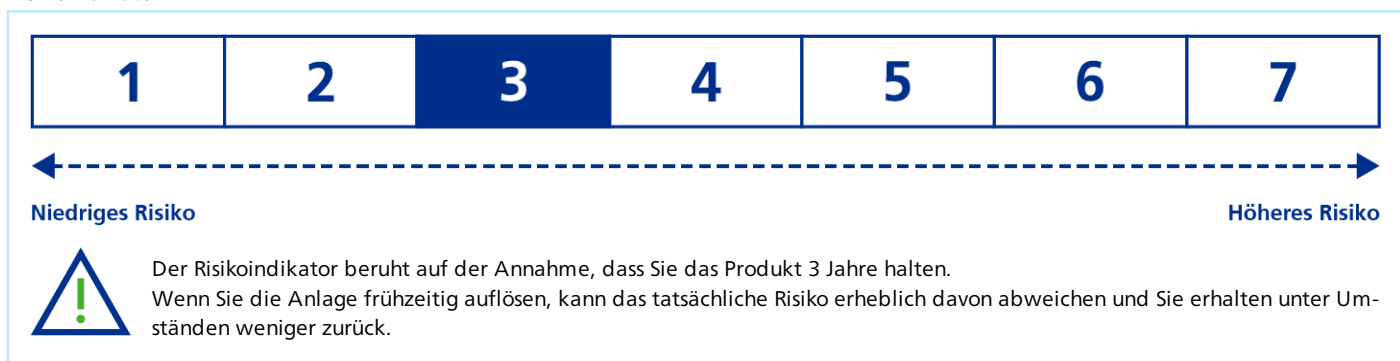 1 2 3 4 5 6 7
Niedriges Risiko Höheres Risiko
Der Risikoindikator beruht auf der Annahme, dass Sie das Produkt 3 Jahre halten.
Wenn Sie die Anlage frühzeitig auflösen, kann das tatsächliche Risiko erheblich davon abweichen und Sie erhalten unter Um-
ständen weniger zurück.